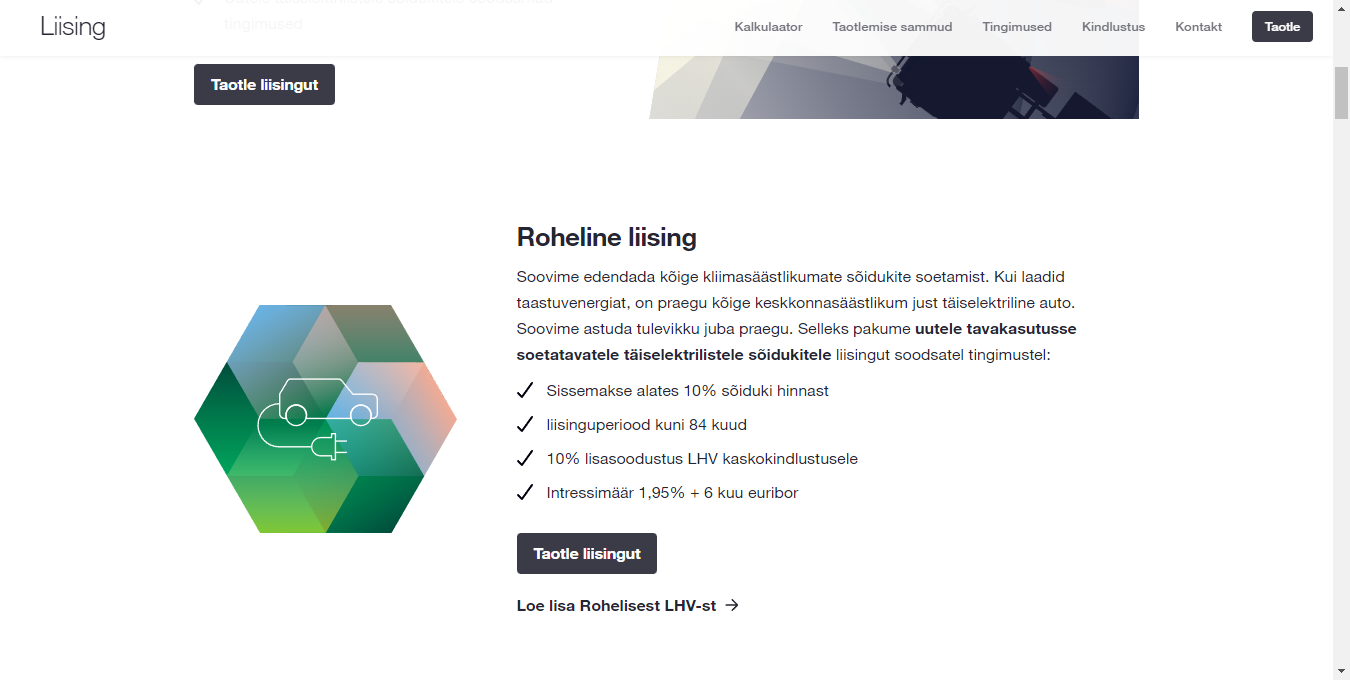 Liising
Kalkulaator
Taotlemise sammud
Tingimused
Kindlustus
Kontakt
Taotle
tingimused
Taotle liisingut
Roheline liising
Soovime edendada kõige kliimasäästlikumate sõidukite soetamist. Kui laadid
taastuvenergiat, on praegu kõige keskkonnasäästlikum just täiselektriline auto.
Soovime astuda tulevikku juba praegu. Selleks pakume uutele tavakasutusse
soetatavatele täiselektrilistele sõidukitele liisingut soodsatel tingimustel:
Sissemakse alates 10% sõiduki hinnast
liisinguperiood kuni 84 kuud
10% lisasoodustus LHV kaskokindlustusele
Intressimäär 1,95% + 6 kuu euribor
Taotle liisingut
Loe lisa Rohelisest LHV-st